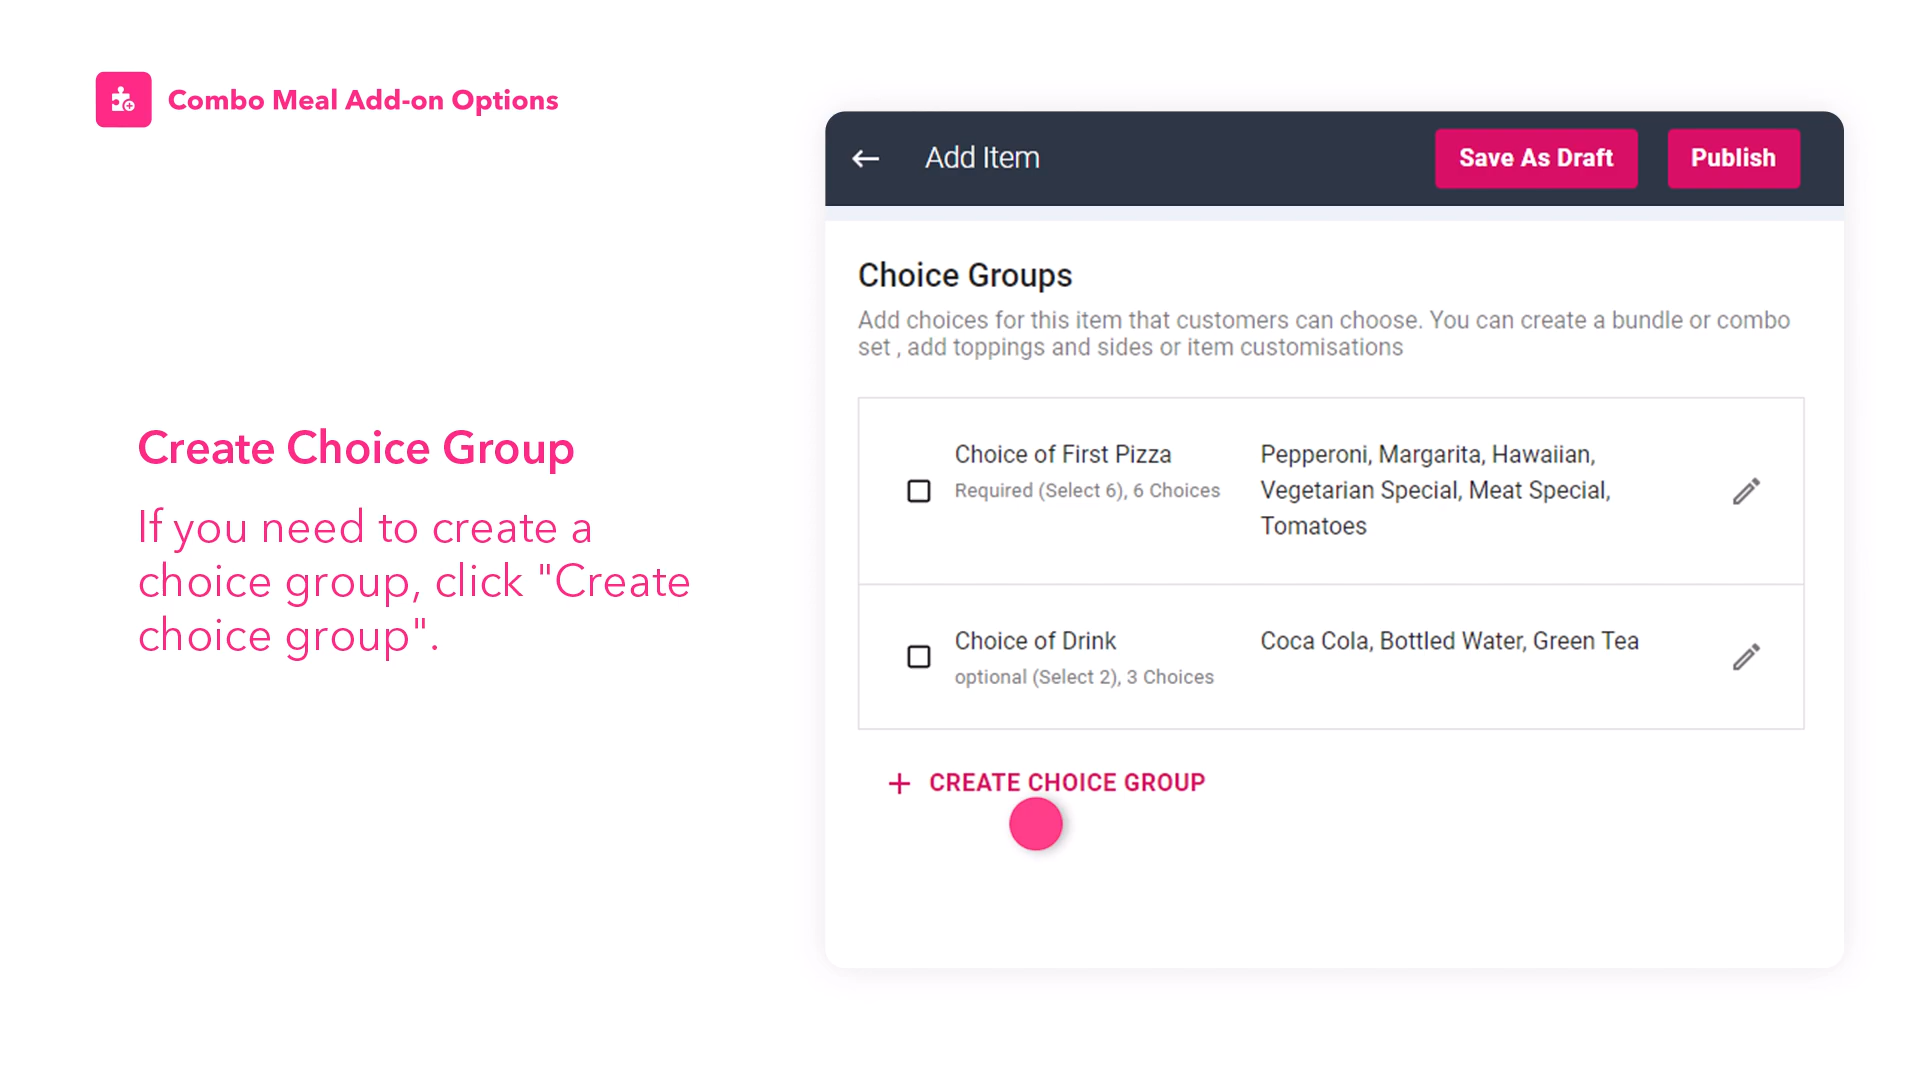 Combo Meal Add-on Options
Create Choice Group
If you need to create a
choice group, click "Create
choice group".
Add Item
Save As Draft
Publish
Choice Groups
Add choices for this item that customers can choose. You can create a bundle or combo
set , add toppings and sides or item customisations
Choice of First Pizza
Required (Select 6), 6 Choices
Pepperoni, Margarita, Hawaiian,
Vegetarian Special, Meat Special,
Tomatoes
Choice of Drink
optional (Select 2), 3 Choices
Coca Cola, Bottled Water, Green Tea
+ CREATE CHOICE GROUP